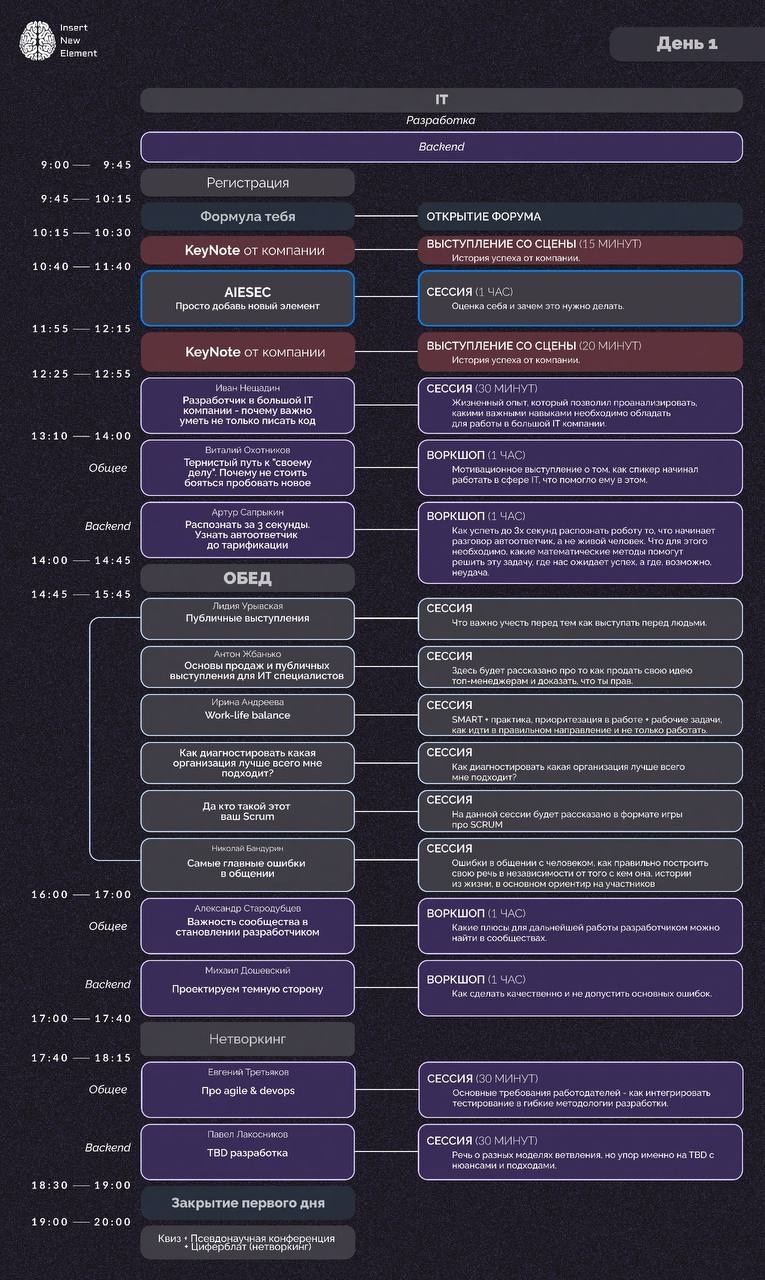 Insert
New
Element
День 1
IT
Разработка
Backend
9:00 — 9:45
Регистрация
9:45 — 10:15
Формула тебя
ОТКРЫТИЕ ФОРУМА
10:15 — 10:30
KeyNote от компании
ВЫСТУПЛЕНИЕ СО СЦЕНЫ (15 МИНУТ)
История успеха от компании.
10:40 — 11:40
AIESEC
Просто добавь новый элемент
СЕССИЯ (1 ЧАС)
Оценка себя и зачем это нужно делать.
11:55 — 12:15
KeyNote от компании
ВЫСТУПЛЕНИЕ СО СЦЕНЫ (20 МИНУТ)
История успеха от компании.
12:25 — 12:55
Иван Нещадин
Разработчик в большой IT
компании - почему важно
уметь не только писать код
СЕССИЯ (30 МИНУТ)
Жизненный опыт, который позволил проанализировать,
какими важными навыками необходимо обладать
для работы в большой IT компании.
13:10 — 14:00
Общее
Виталий Охотников
Тернистый путь к "своему
делу". Почему не стоить
бояться пробовать новое
ВОРКШОП (1 ЧАС)
Мотивационное выступление о том, как спикер начинал
работать в сфере IT, что помогло ему в этом.
Backend
Артур Сапрыкин
Распознать за 3 секунды.
Узнать автоответчик
до тарификации
ВОРКШОП (1 ЧАС)
Как успеть до 3х секунд распознать роботу то, что начинает
разговор автоответчик, а не живой человек. Что для этого
необходимо, какие математические методы помогут
решить эту задачу, где нас ожидает успех, а где, возможно,
неудача.
14:00 — 14:45
ОБЕД
14:45 — 15:45
Лидия Урывская
Публичные выступления
СЕССИЯ
Что важно учесть перед тем как выступать перед людьми.
Антон Жбанько
Основы продаж и публичных
выступления для ИТ специалистов
СЕССИЯ
Здесь будет рассказано про то как продать свою идею
топ-менеджерам и доказать, что ты прав.
Ирина Андреева
Work-life balance
СЕССИЯ
SMART + практика, приоритезация в работе + рабочие задачи,
как идти в правильном направление и не только работать.
Как диагностировать какая
организация лучше всего мне
подходит?
СЕССИЯ
Как диагностировать какая организация лучше всего
мне подходит?
Да кто такой этот
ваш Scrum
СЕССИЯ
На данной сессии будет рассказано в формате игры
про SCRUM
Николай Бандурин
Самые главные ошибки
в общении
СЕССИЯ
Ошибки в общении с человеком, как правильно построить
свою речь в независимости от того с кем она, истории
из жизни, в основном ориентир на участников
16:00 — 17:00
Общее
Александр Стародубцев
Важность сообщества в
становлении разработчиком
ВОРКШОП (1 ЧАС)
Какие плюсы для дальнейшей работы разработчиком можно
найти в сообществах.
Backend
Михаил Дошевский
Проектируем темную сторону
ВОРКШОП (1 ЧАС)
Как сделать качественно и не допустить основных ошибок.
17:00 — 17:40
Нетворкинг
17:40 — 18:15
Общее
Евгений Третьяков
Про agile & devops
СЕССИЯ (30 МИНУТ)
Основные требования работодателей - как интегрировать
тестирование в гибкие методологии разработки.
Backend
Павел Лакосников
TBD разработка
СЕССИЯ (30 МИНУТ)
Речь о разных моделях ветвления, но упор именно на TBD с
нюансами и подходами.
18:30 — 19:00
Закрытие первого дня
19:00 — 20:00
Квиз + Псевдонаучная конференция
+ Циферблат (нетворкинг)